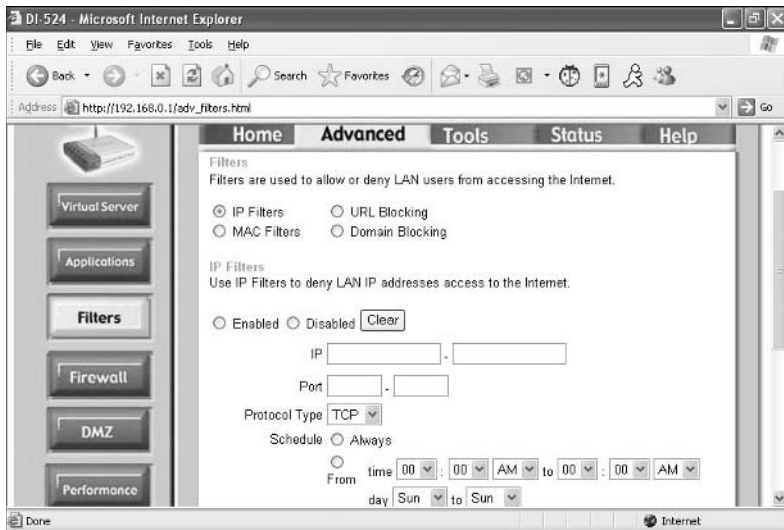 DI-524 - Microsoft Internet Explorer
File Edit View Favorites Tools Help
Back Search Favorites
Address http://192.168.0.1/adv_filters.html Go
Home Advanced Tools Status Help
Virtual Server
Applications
Filters
Firewall
DMZ
Performance
Filters
Filters are used to allow or deny LAN users from accessing the Internet.
IP Filters URL Blocking
MAC Filters Domain Blocking
IP Filters
Use IP Filters to deny LAN IP addresses access to the Internet.
Enabled Disabled Clear
IP -
Port -
Protocol Type TCP
Schedule Always
From time 00 : 00 AM to 00 : 00 AM
day Sun to Sun
Done Internet